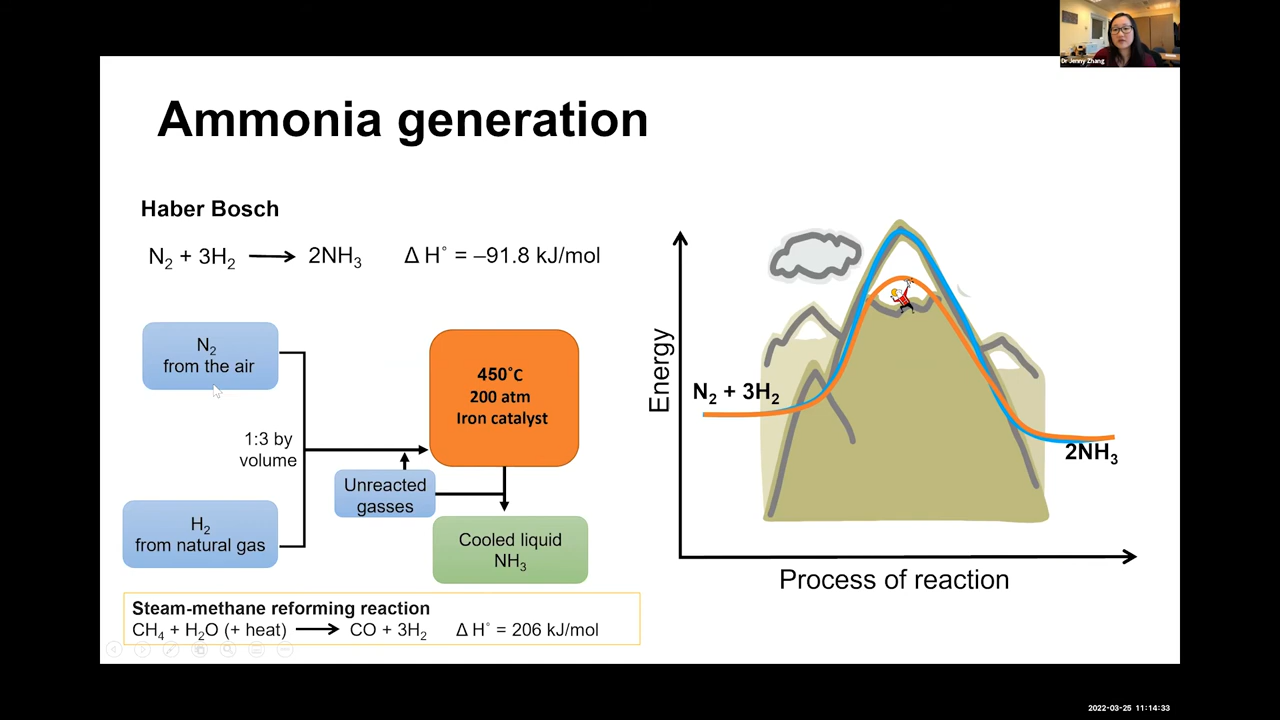 Dr Jenny Zhang
Ammonia generation
Haber Bosch
N₂ + 3H₂ ⟶ 2NH₃ Δ H˚ = –91.8 kJ/mol
N₂
from the air
1:3 by
volume
H₂
from natural gas
450˚C
200 atm
Iron catalyst
Unreacted
gasses
Cooled liquid
NH₃
Steam-methane reforming reaction
CH₄ + H₂O (+ heat) ⟶ CO + 3H₂ Δ H˚ = 206 kJ/mol
Energy
N₂ + 3H₂
2NH₃
Process of reaction
2022-03-25 11:14:33